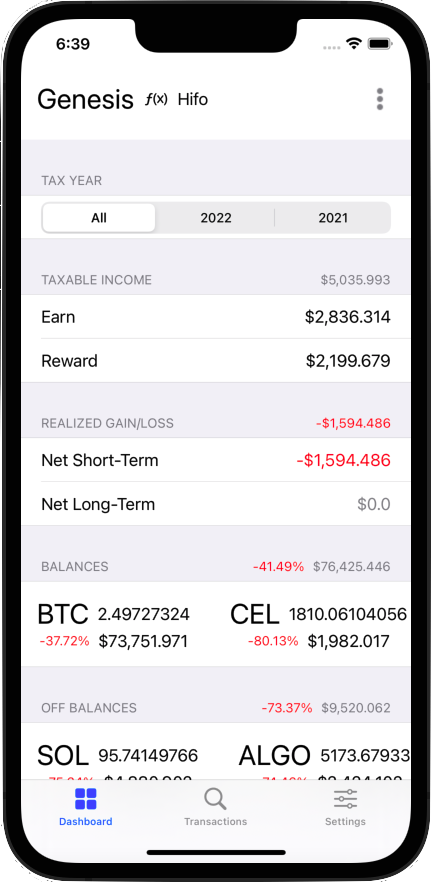 6:39
Genesis f(x) Hifo
TAX YEAR
All 2022 2021
TAXABLE INCOME $5,035.993
Earn $2,836.314
Reward $2,199.679
REALIZED GAIN/LOSS -$1,594.486
Net Short-Term -$1,594.486
Net Long-Term $0.0
BALANCES -41.49% $76,425.446
BTC 2.49727324 CEL 1810.06104056
-37.72% $73,751.971 -80.13% $1,982.017
OFF BALANCES -73.37% $9,520.062
SOL 95.74149766 ALGO 5173.67933
Dashboard Transactions Settings